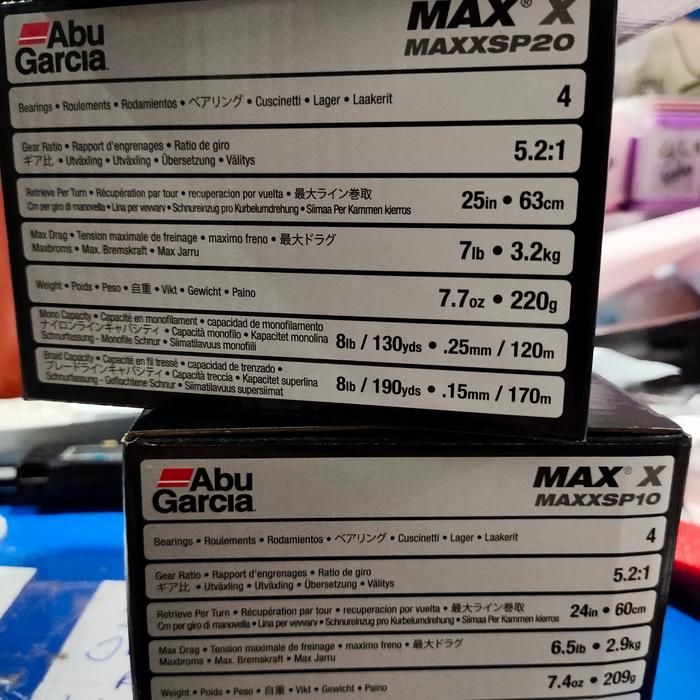 Abu
Garcia
MAX® X
MAXXSP20
Bearings • Roulements • Rodamientos • ベアリング • Cuscinetti • Lager • Laakerit
4
Gear Ratio • Rapport d'engrenages • Ratio de giro
ギア比 • Utväxling • Utväxling • Übersetzung • Välitys
5.2:1
Retrieve Per Turn • Récupération par tour • recuperacion por vuelta • 最大ライン巻取
Cm per giro di manovella • Lina per vevvarv • Schnureinzug pro Kurbelumdrehung • Siimaa Per Kammen kierros
25in • 63cm
Max Drag • Tension maximale de freinage • maximo freno • 最大ドラグ
Maxbroms • Max. Bremskraft • Max Jarru
7lb • 3.2kg
Weight • Poids • Peso • 自重 • Vikt • Gewicht • Paino
7.7oz • 220g
Mono Capacity • Capacité en monofilament • capacidad de monofilamento
ナイロンラインキャパシティ • Capacità monofilo • Kapacitet monolina
Schnurfassung - Monofile Schnur • Siimatilavuus monofiili
8lb / 130yds • .25mm / 120m
Braid Capacity • Capacité en fil tressé • capacidad de trenzado •
ブレードラインキャパシティ • Capacità treccia • Kapacitet superlina
Schnurfassung - Geflochtene Schnur • Siimatilavuus supersiimat
8lb / 190yds • .15mm / 170m
Abu
Garcia
MAX® X
MAXXSP10
Bearings • Roulements • Rodamientos • ベアリング • Cuscinetti • Lager • Laakerit
4
Gear Ratio • Rapport d'engrenages • Ratio de giro
ギア比 • Utväxling • Utväxling • Übersetzung • Välitys
5.2:1
Retrieve Per Turn • Récupération par tour • recuperacion por vuelta • 最大ライン巻取
Cm per giro di manovella • Lina per vevvarv • Schnureinzug pro Kurbelumdrehung • Siimaa Per Kammen kierros
24in • 60cm
Max Drag • Tension maximale de freinage • maximo freno • 最大ドラグ
Maxbroms • Max. Bremskraft • Max Jarru
6.5lb • 2.9kg
Weight • Poids • Peso • 自重 • Vikt • Gewicht • Paino
7.4oz • 209g